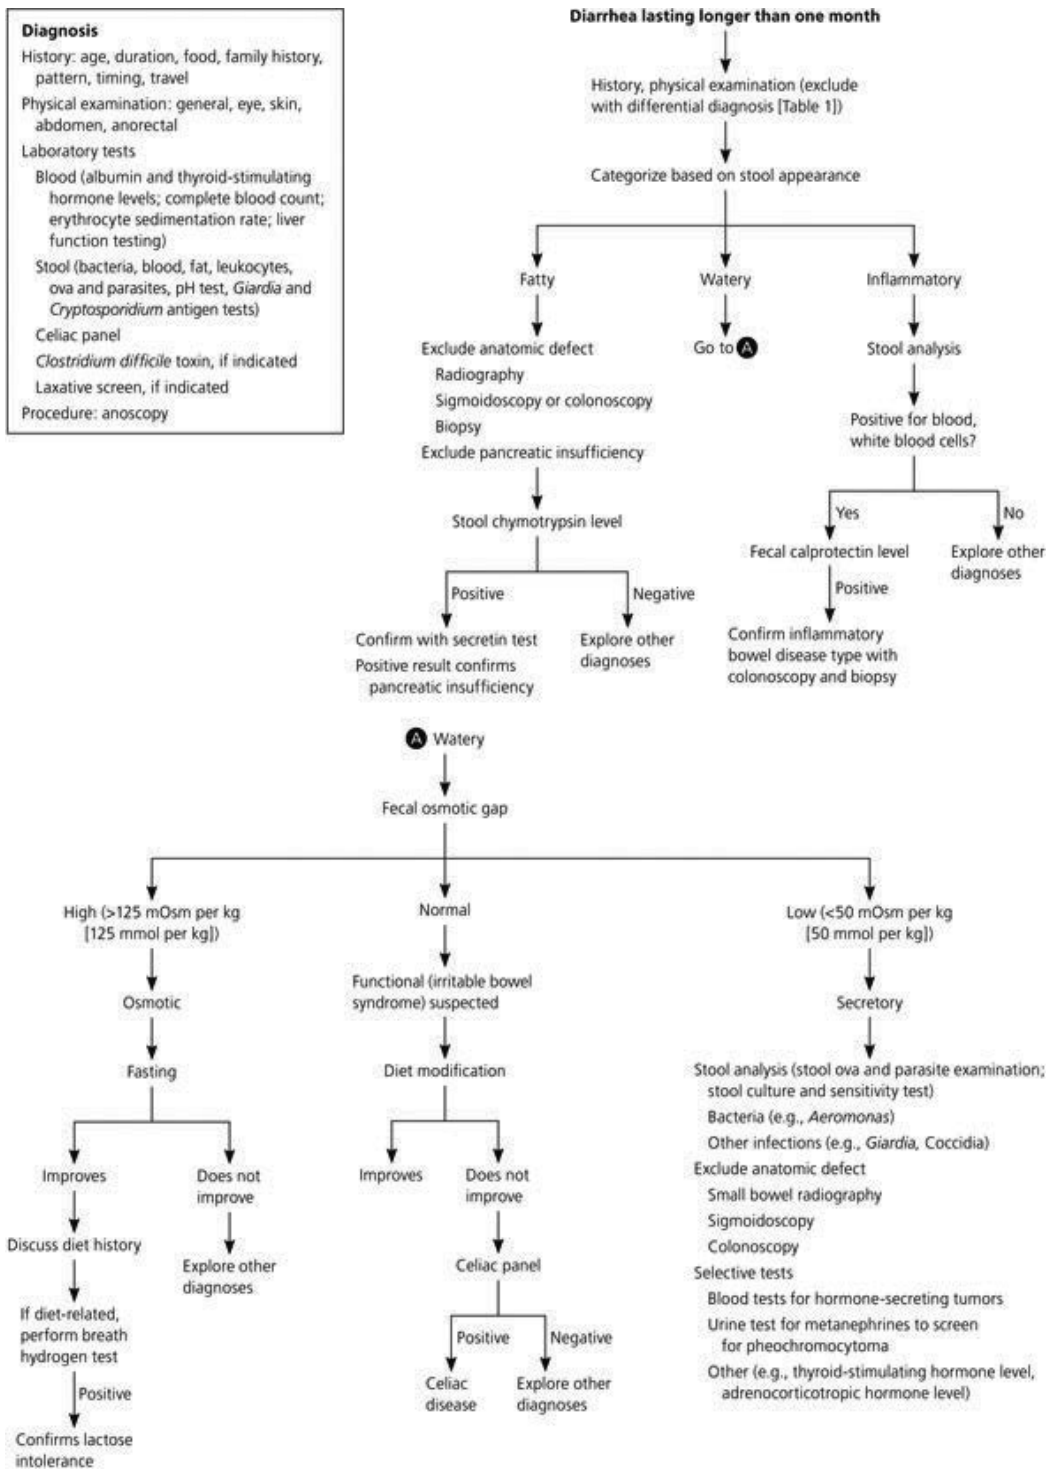 Diagnosis
History: age, duration, food, family history,
pattern, timing, travel
Physical examination: general, eye, skin,
abdomen, anorectal
Laboratory tests
Blood (albumin and thyroid-stimulating
hormone levels; complete blood count;
erythrocyte sedimentation rate; liver
function testing)
Stool (bacteria, blood, fat, leukocytes,
ova and parasites, pH test, Giardia and
Cryptosporidium antigen tests)
Celiac panel
Clostridium difficile toxin, if indicated
Laxative screen, if indicated
Procedure: anoscopy
Diarrhea lasting longer than one month
History, physical examination (exclude
with differential diagnosis [Table 1])
Categorize based on stool appearance
Fatty
Watery
Inflammatory
Exclude anatomic defect
Radiography
Sigmoidoscopy or colonoscopy
Biopsy
Exclude pancreatic insufficiency
Go to A
Stool analysis
Positive for blood,
white blood cells?
Stool chymotrypsin level
Yes
No
Fecal calprotectin level
Explore other
diagnoses
Positive
Negative
Positive
Confirm with secretin test
Positive result confirms
pancreatic insufficiency
Explore other
diagnoses
Confirm inflammatory
bowel disease type with
colonoscopy and biopsy
A Watery
Fecal osmotic gap
High (>125 mOsm per kg
[125 mmol per kg])
Normal
Low (<50 mOsm per kg
[50 mmol per kg])
Osmotic
Functional (irritable bowel
syndrome) suspected
Secretory
Fasting
Diet modification
Stool analysis (stool ova and parasite examination;
stool culture and sensitivity test)
Bacteria (e.g., Aeromonas)
Other infections (e.g., Giardia, Coccidia)
Exclude anatomic defect
Small bowel radiography
Sigmoidoscopy
Colonoscopy
Selective tests
Blood tests for hormone-secreting tumors
Urine test for metanephrines to screen
for pheochromocytoma
Other (e.g., thyroid-stimulating hormone level,
adrenocorticotropic hormone level)
Improves
Does not
improve
Improves
Does not
improve
Discuss diet history
Explore other
diagnoses
Celiac panel
If diet-related,
perform breath
hydrogen test
Positive
Negative
Positive
Celiac
disease
Explore other
diagnoses
Confirms lactose
intolerance